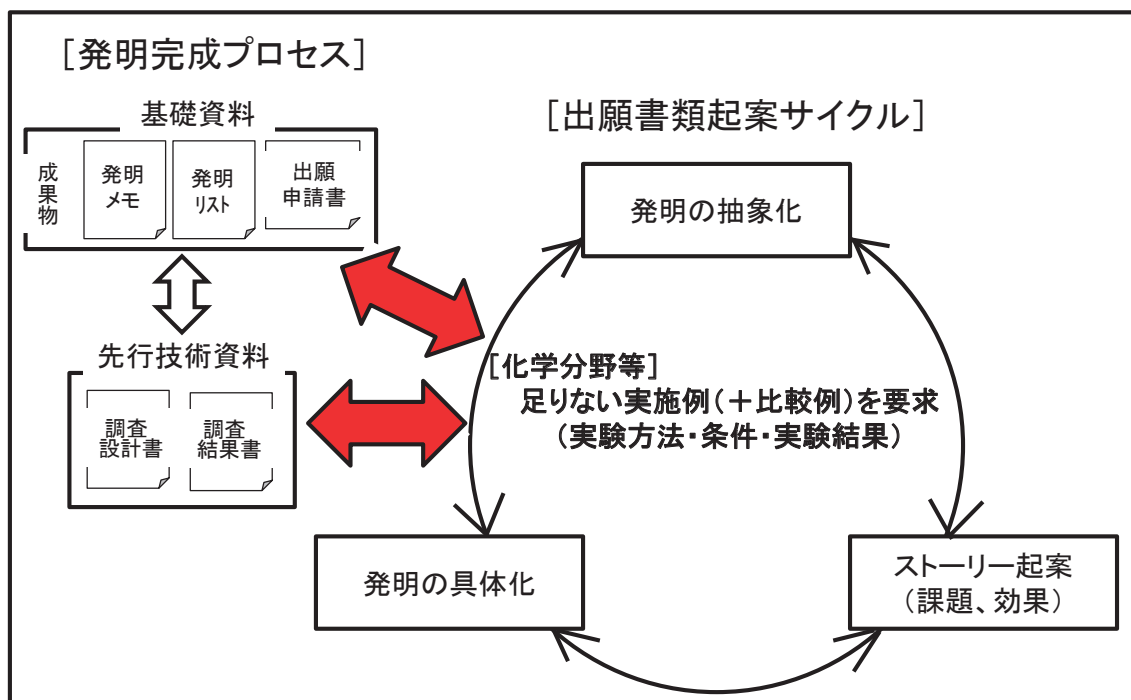 ［発明完成プロセス］
基礎資料
成果物
発明
メモ
発明
リスト
出願
申請書
先行技術資料
調査
設計書
調査
結果書
［出願書類起案サイクル］
発明の抽象化
［化学分野等］
足りない実施例（＋比較例）を要求
（実験方法・条件・実験結果）
発明の具体化
ストーリー起案
（課題、効果）